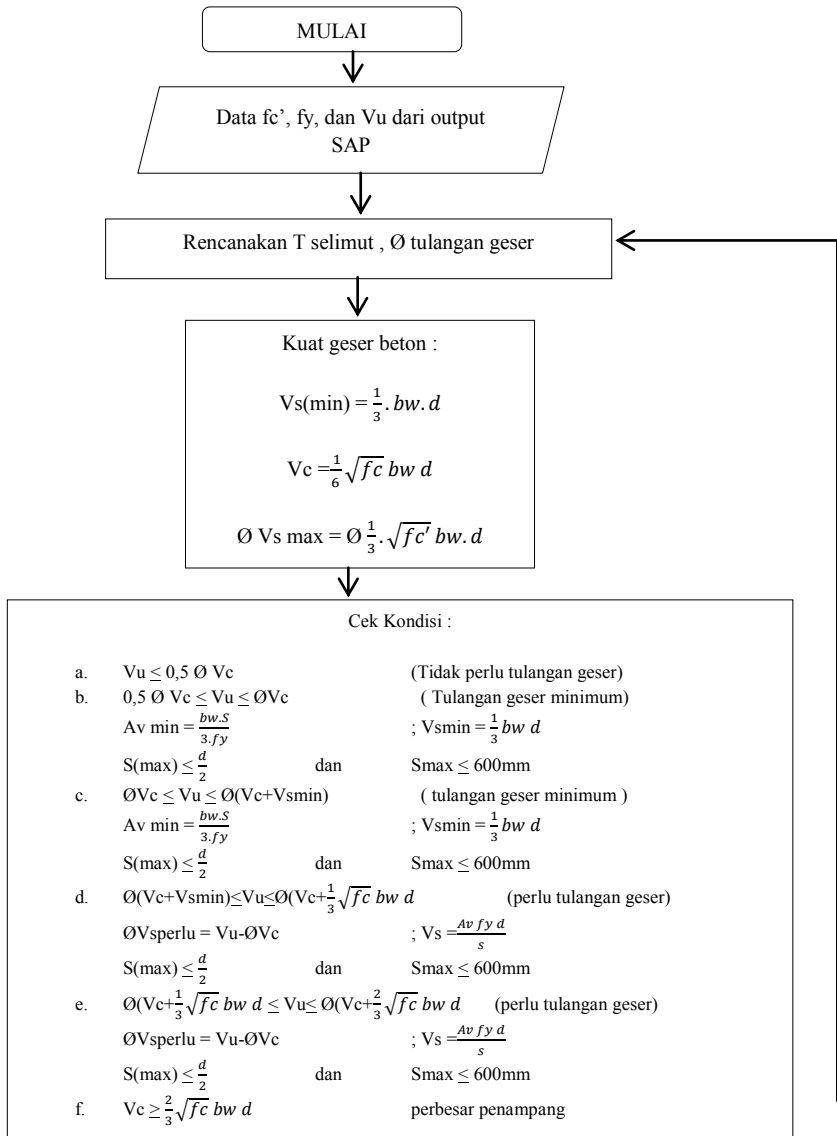 MULAI
Data fc’, fy, dan Vu dari output
SAP
Rencanakan T selimut , Ø tulangan geser
Kuat geser beton :
Vs(min) = 1/3 . bw. d
Vc = 1/6 √fc bw d
Ø Vs max = Ø 1/3 . √fc′ bw. d
Cek Kondisi :
a. Vu ≤ 0,5 Ø Vc (Tidak perlu tulangan geser)
b. 0,5 Ø Vc ≤ Vu ≤ ØVc ( Tulangan geser minimum)
Av min = bw.S/3.fy ; Vsmin = 1/3 bw d
S(max) ≤ d/2 dan Smax ≤ 600mm
c. ØVc ≤ Vu ≤ Ø(Vc+Vsmin) ( tulangan geser minimum )
Av min = bw.S/3.fy ; Vsmin = 1/3 bw d
S(max) ≤ d/2 dan Smax ≤ 600mm
d. Ø(Vc+Vsmin)≤Vu≤Ø(Vc+1/3 √fc bw d (perlu tulangan geser)
ØVsperlu = Vu-ØVc ; Vs = Av fy d/s
S(max) ≤ d/2 dan Smax ≤ 600mm
e. Ø(Vc+1/3 √fc bw d ≤ Vu≤ Ø(Vc+2/3 √fc bw d (perlu tulangan geser)
ØVsperlu = Vu-ØVc ; Vs = Av fy d/s
S(max) ≤ d/2 dan Smax ≤ 600mm
f. Vc ≥ 2/3 √fc bw d perbesar penampang